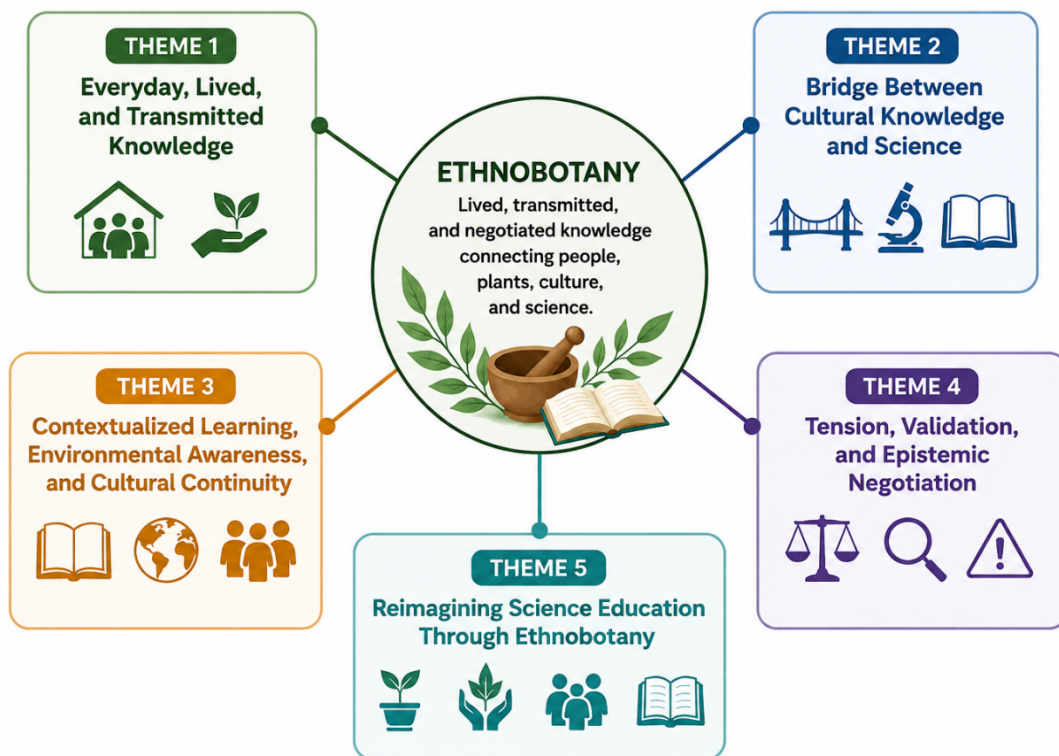 THEME 1
Everyday, Lived,
and Transmitted
Knowledge
THEME 2
Bridge Between
Cultural Knowledge
and Science
ETHNOBOTANY
Lived, transmitted,
and negotiated knowledge
connecting people,
plants, culture,
and science.
THEME 3
Contextualized Learning,
Environmental Awareness,
and Cultural Continuity
THEME 4
Tension, Validation,
and Epistemic
Negotiation
THEME 5
Reimagining Science Education
Through Ethnobotany